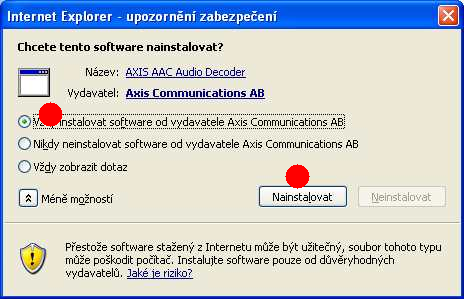 Internet Explorer - upozornění zabezpečení
Chcete tento software nainstalovat?
Název: AXIS AAC Audio Decoder
Vydavatel: Axis Communications AB
instalovat software od vydavatele Axis Communications AB
Nikdy neinstalovat software od vydavatele Axis Communications AB
Vždy zobrazit dotaz
Méně možností
Nainstalovat
Neinstalovat
Přestože software stažený z Internetu může být užitečný, soubor tohoto typu
může poškodit počítač. Instalujte software pouze od důvěryhodných
vydavatelů. Jaké je riziko?